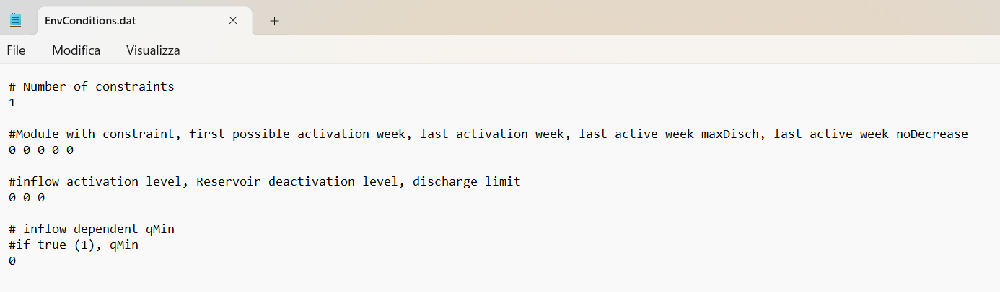 EnvConditions.dat
File Modifica Visualizza
# Number of constraints
1
#Module with constraint, first possible activation week, last activation week, last active week maxDisch, last active week noDecrease
0 0 0 0 0
#inflow activation level, Reservoir deactivation level, discharge limit
0 0 0
# inflow dependent qMin
#if true (1), qMin
0